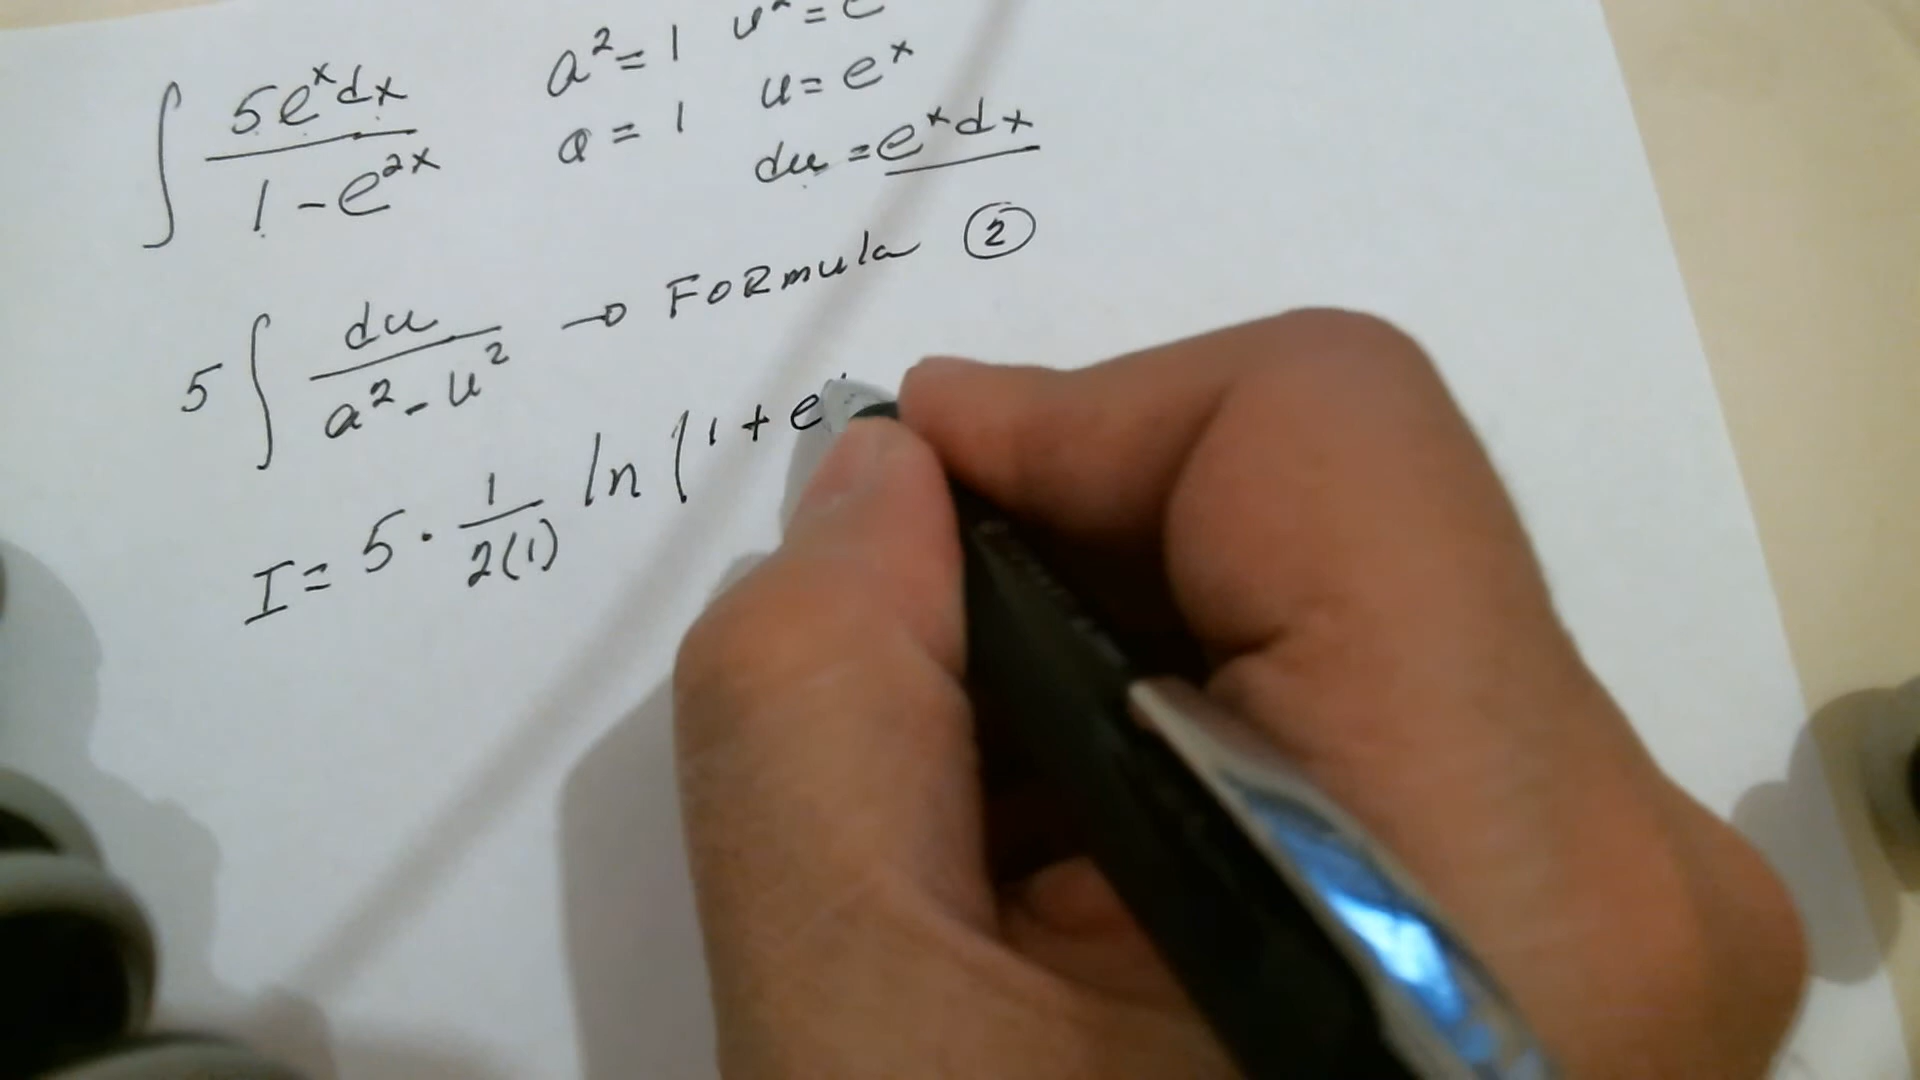 ∫ 5eˣdx / 1 - e²ˣ
a² = 1 u² = e
a = 1 u = eˣ
du = eˣdx
5 ∫ du / a² - u² → FORmula ②
I = 5 · 1 / 2(1) ln | 1 + e